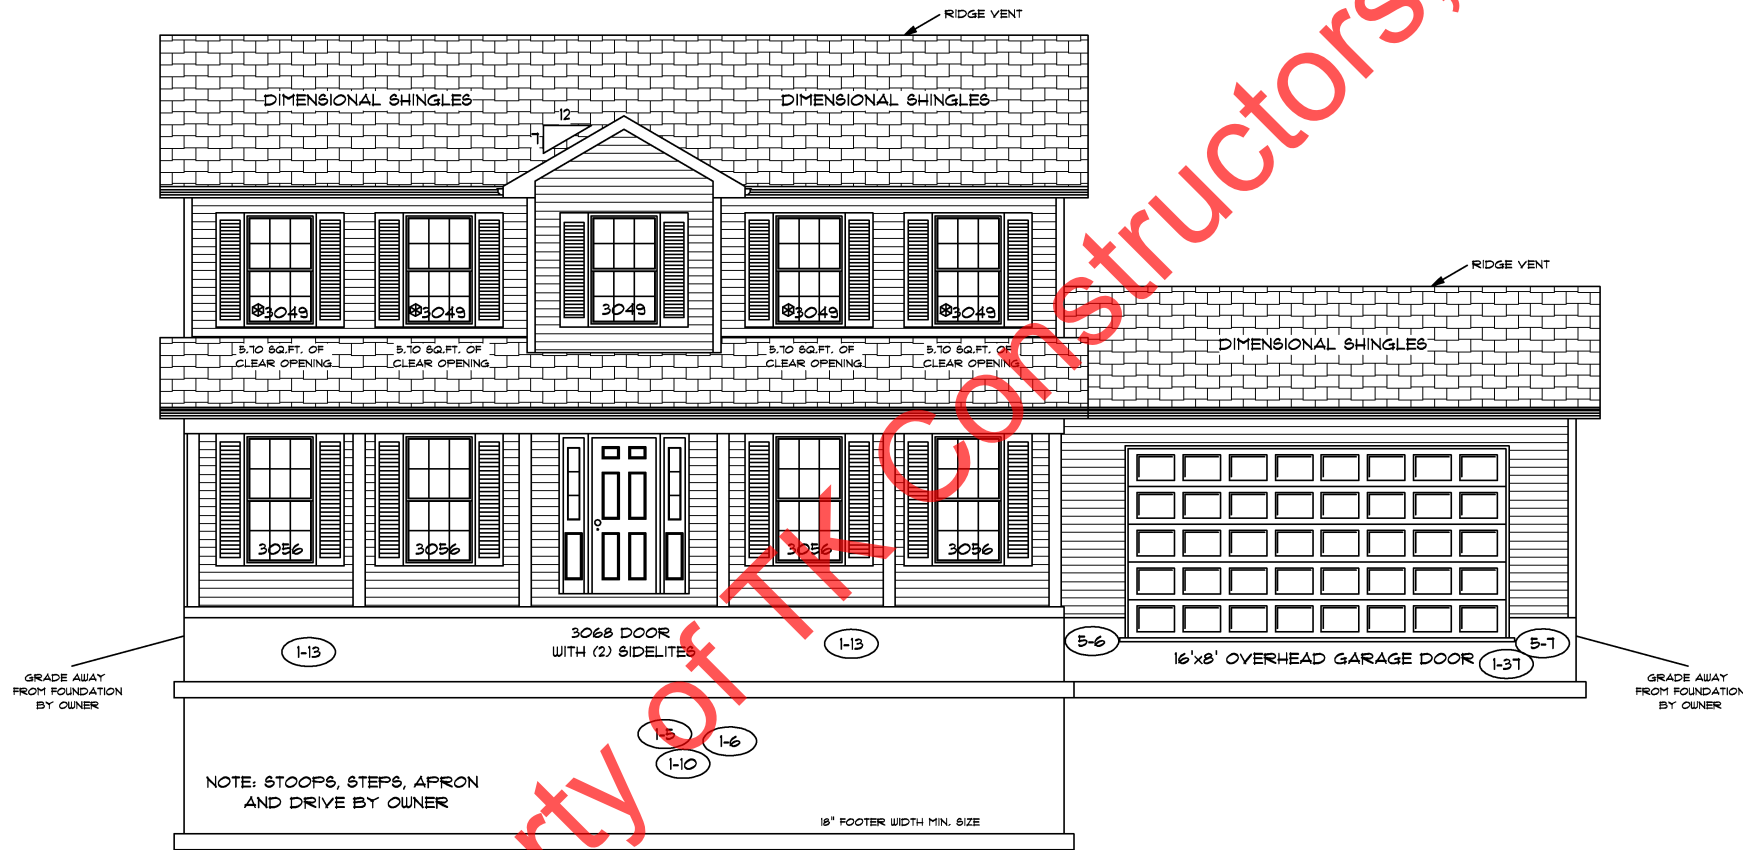 RIDGE VENT
DIMENSIONAL SHINGLES
DIMENSIONAL SHINGLES
12
7
RIDGE VENT
3049
3049
3049
3049
3049
5.70 SQ.FT. OF
CLEAR OPENING
5.70 SQ.FT. OF
CLEAR OPENING
5.70 SQ.FT. OF
CLEAR OPENING
5.70 SQ.FT. OF
CLEAR OPENING
DIMENSIONAL SHINGLES
3056
3056
3056
3056
1-13
3068 DOOR
WITH (2) SIDELITES
1-13
5-6
16'x8' OVERHEAD GARAGE DOOR
1-37
5-7
GRADE AWAY
FROM FOUNDATION
BY OWNER
GRADE AWAY
FROM FOUNDATION
BY OWNER
1-5
1-6
1-10
NOTE: STOOPS, STEPS, APRON
AND DRIVE BY OWNER
18" FOOTER WIDTH MIN. SIZE
rty of TK Constructors,